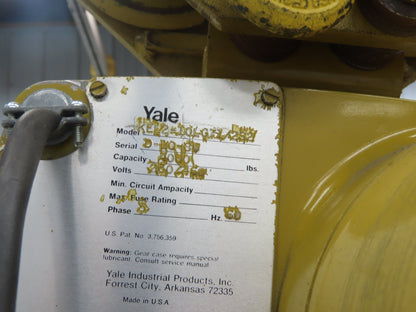 Yale
Model
Serial
Capacity lbs.
Volts
Min. Circuit Ampacity
Max Fuse Rating
Phase Hz. 60
U.S. Pat. No. 3,756,359
Warning: Gear case requires special
lubricant. Consult service manual
Yale Industrial Products, Inc.
Forrest City, Arkansas 72335
Made in U.S.A.